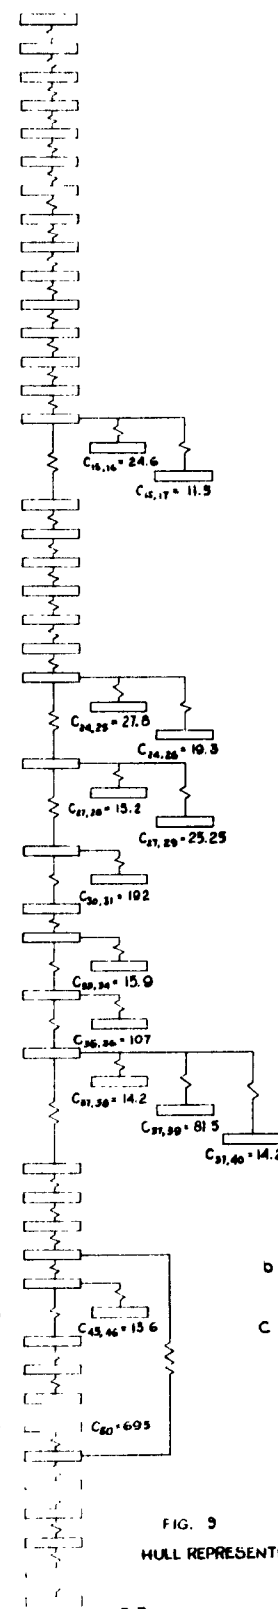 C15,16 = 24.6
C15,17 = 11.5
C24,25 = 27.8
C24,26 = 19.3
C27,28 = 15.2
C27,29 = 25.25
C30,31 = 192
C33,34 = 15.9
C35,36 = 107
C37,38 = 14.2
C37,39 = 81.5
C37,40 = 14.2
b
C45,46 = 15.6
C
C50 = 695
FIG. 9
HULL REPRESENT